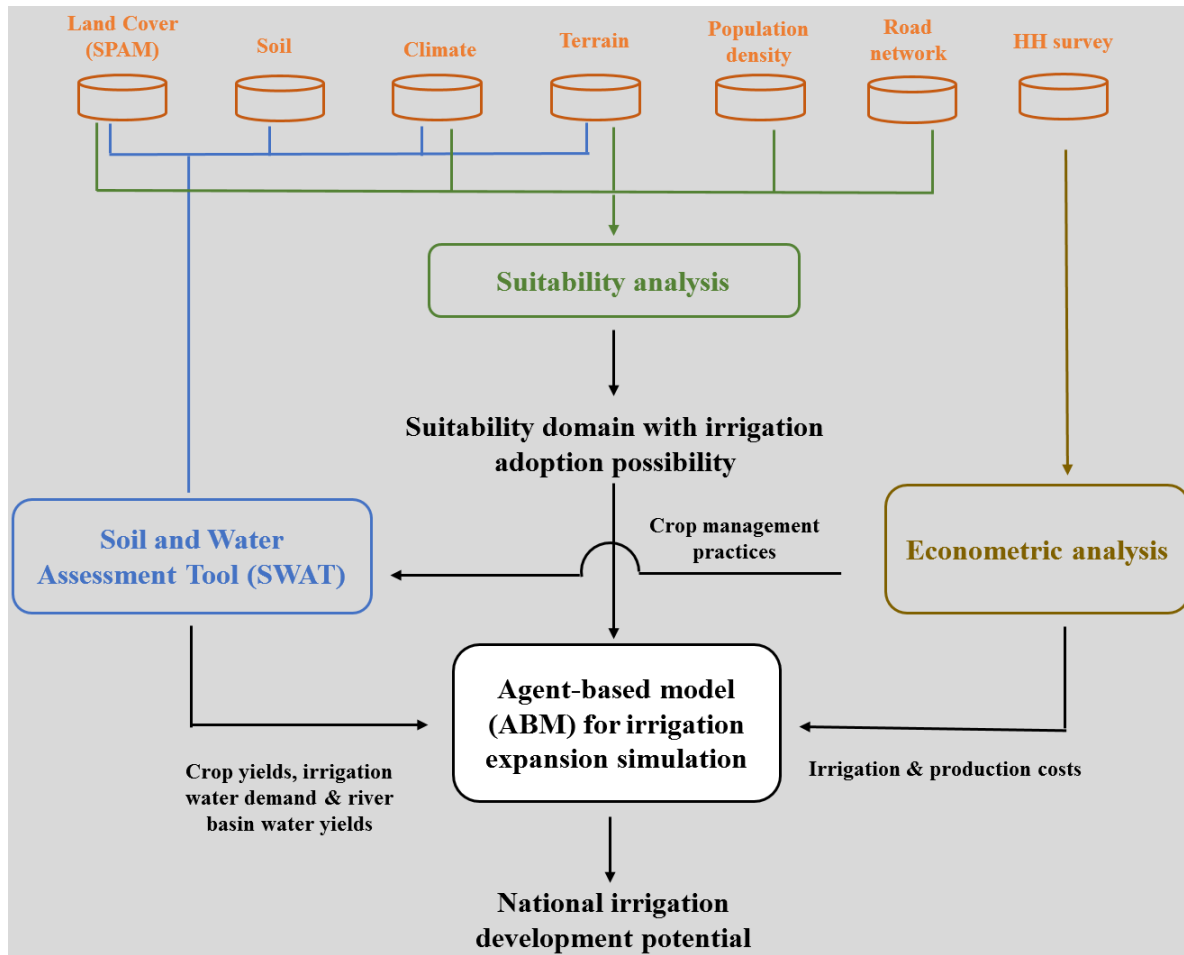 Land Cover
(SPAM)
Soil
Climate
Terrain
Population
density
Road
network
HH survey
Suitability analysis
Suitability domain with irrigation
adoption possibility
Soil and Water
Assessment Tool (SWAT)
Crop management
practices
Econometric analysis
Agent-based model
(ABM) for irrigation
expansion simulation
Crop yields, irrigation
water demand & river
basin water yields
Irrigation & production costs
National irrigation
development potential